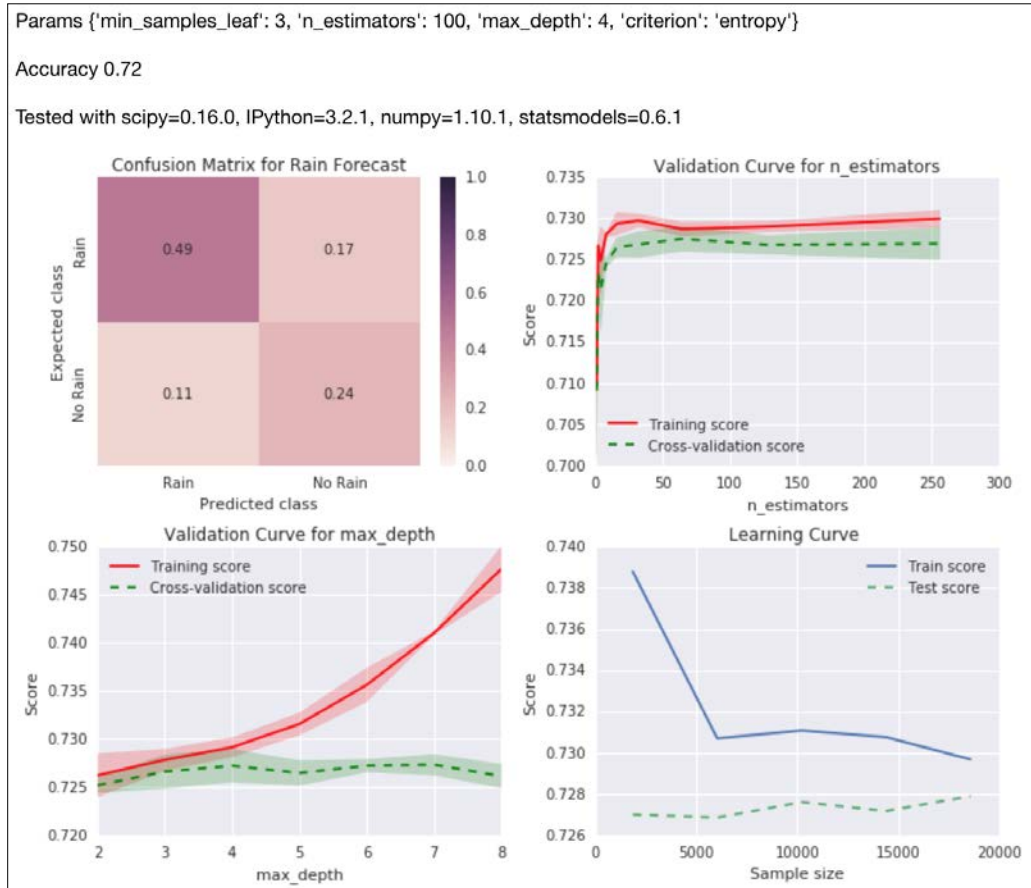 Params {'min_samples_leaf': 3, 'n_estimators': 100, 'max_depth': 4, 'criterion': 'entropy'}
Accuracy 0.72
Tested with scipy=0.16.0, IPython=3.2.1, numpy=1.10.1, statsmodels=0.6.1
Confusion Matrix for Rain Forecast
Expected class
Rain
No Rain
0.49
0.17
0.11
0.24
Rain
No Rain
Predicted class
1.0
0.8
0.6
0.4
0.2
0.0
Validation Curve for n_estimators
Score
0.735
0.730
0.725
0.720
0.715
0.710
0.705
0.700
Training score
Cross-validation score
0
50
100
150
200
250
300
n_estimators
Validation Curve for max_depth
Score
0.750
0.745
0.740
0.735
0.730
0.725
0.720
Training score
Cross-validation score
2
3
4
5
6
7
8
max_depth
Learning Curve
Score
0.740
0.738
0.736
0.734
0.732
0.730
0.728
0.726
Train score
Test score
0
5000
10000
15000
20000
Sample size